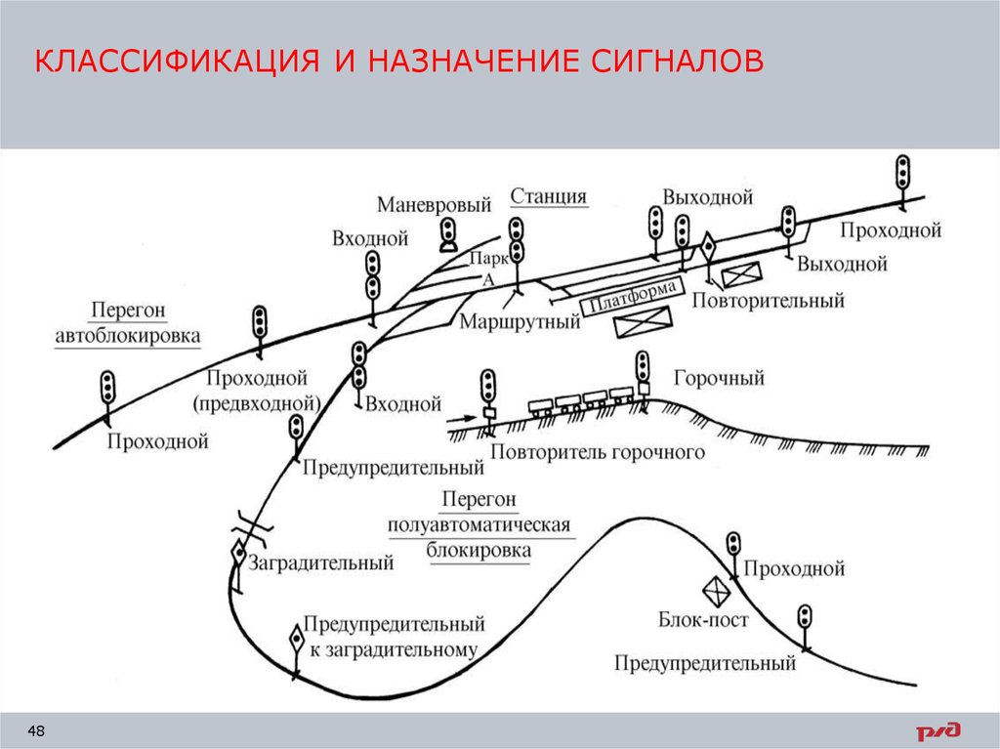 КЛАССИФИКАЦИЯ И НАЗНАЧЕНИЕ СИГНАЛОВ
Маневровый
Станция
Выходной
Входной
Проходной
Парк
А
Выходной
Платформа
Повторительный
Перегон
автоблокировка
Маршрутный
Проходной
(предвходной)
Входной
Горочный
Проходной
Повторитель горочного
Предупредительный
Перегон
полуавтоматическая
блокировка
Заградительный
Проходной
Предупредительный
к заградительному
Блок-пост
Предупредительный
48
ржд